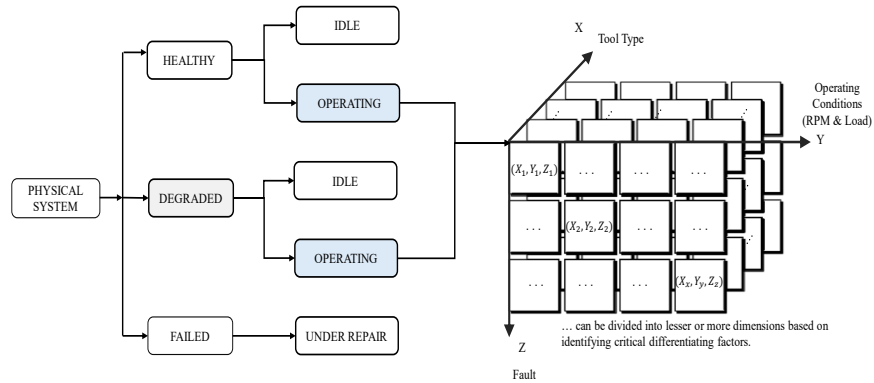 IDLE
HEALTHY
OPERATING
PHYSICAL
SYSTEM
DEGRADED
IDLE
OPERATING
FAILED
UNDER REPAIR
X
Tool Type
Operating
Conditions
(RPM & Load)
Y
(X₁,Y₁,Z₁) ... ... ...
... (X₂,Y₂,Z₂) ... ...
... ... ... (Xₓ,Yᵧ,Z𝓏)
... can be divided into lesser or more dimensions based on
identifying critical differentiating factors.
Z
Fault